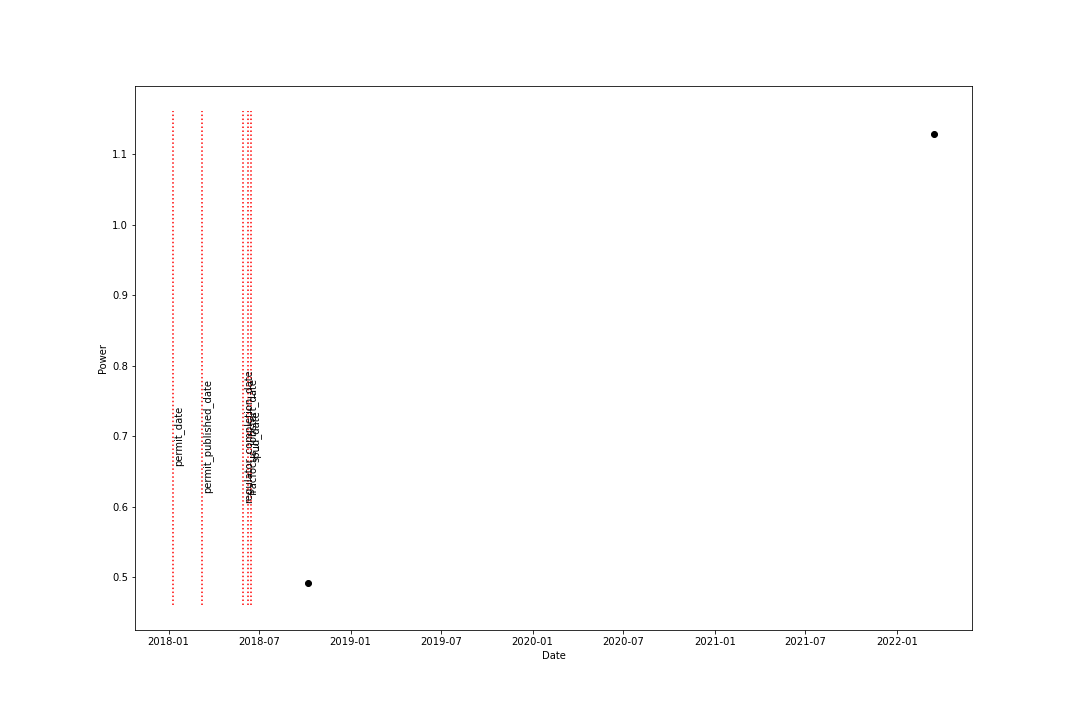 1.1
1.0
0.9
0.8
0.7
0.6
0.5
Power
permit_date
permit_published_date
regulator_completion_date
spud_date
2018-01
2018-07
2019-01
2019-07
2020-01
2020-07
2021-01
2021-07
2022-01
Date